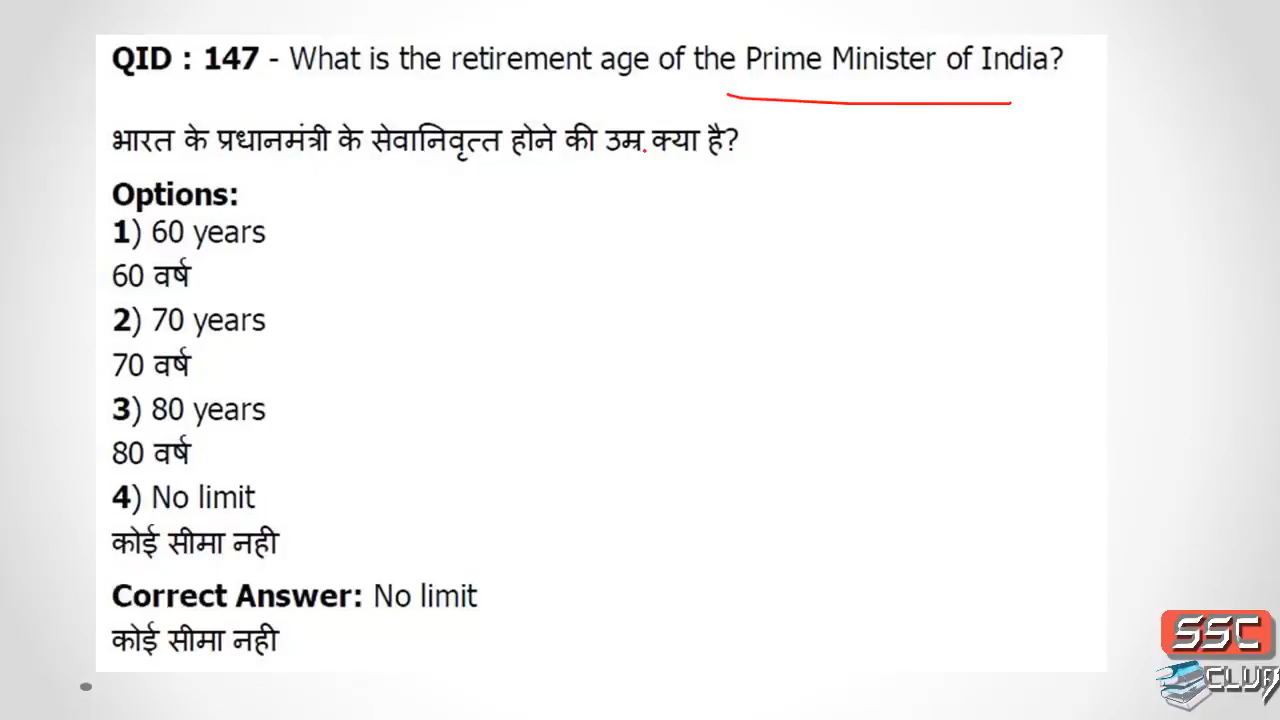 QID : 147 - What is the retirement age of the Prime Minister of India?
भारत के प्रधानमंत्री के सेवानिवृत्त होने की उम्र क्या है?
Options:
1) 60 years
60 वर्ष
2) 70 years
70 वर्ष
3) 80 years
80 वर्ष
4) No limit
कोई सीमा नही
Correct Answer: No limit
कोई सीमा नही
SSC
CLUB